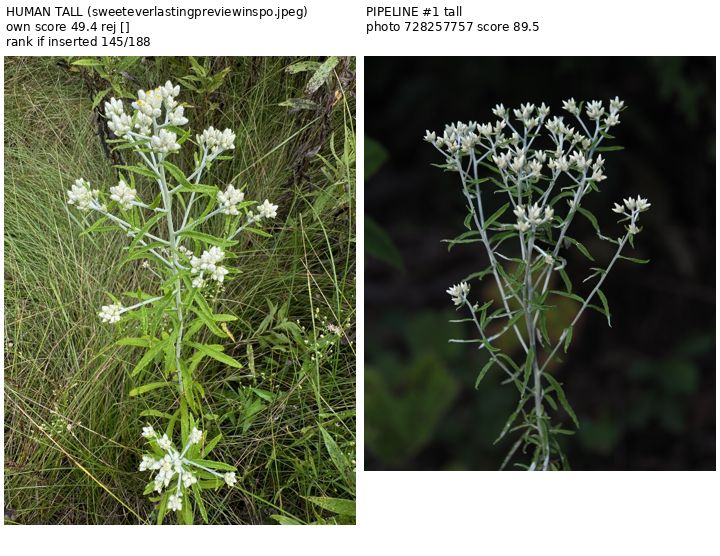 HUMAN TALL (sweeteverlastingpreviewinspo.jpeg)
own score 49.4 rej []
rank if inserted 145/188
PIPELINE #1 tall
photo 728257757 score 89.5